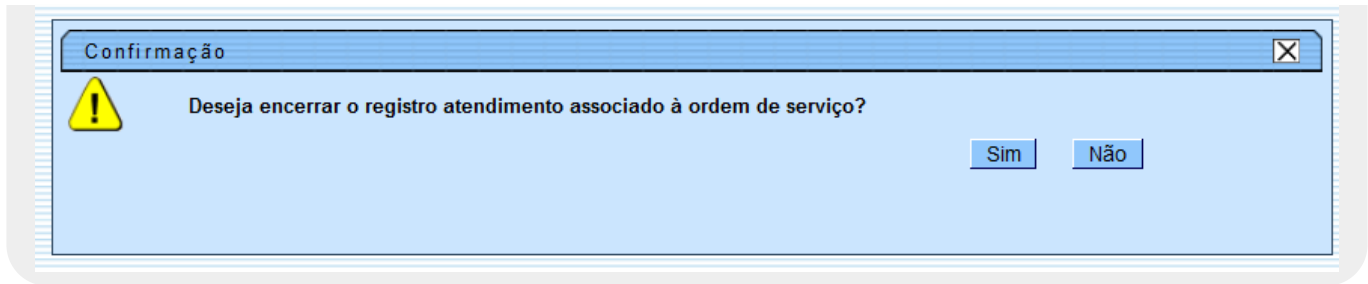 Confirmação
Deseja encerrar o registro atendimento associado à ordem de serviço?
Sim Não